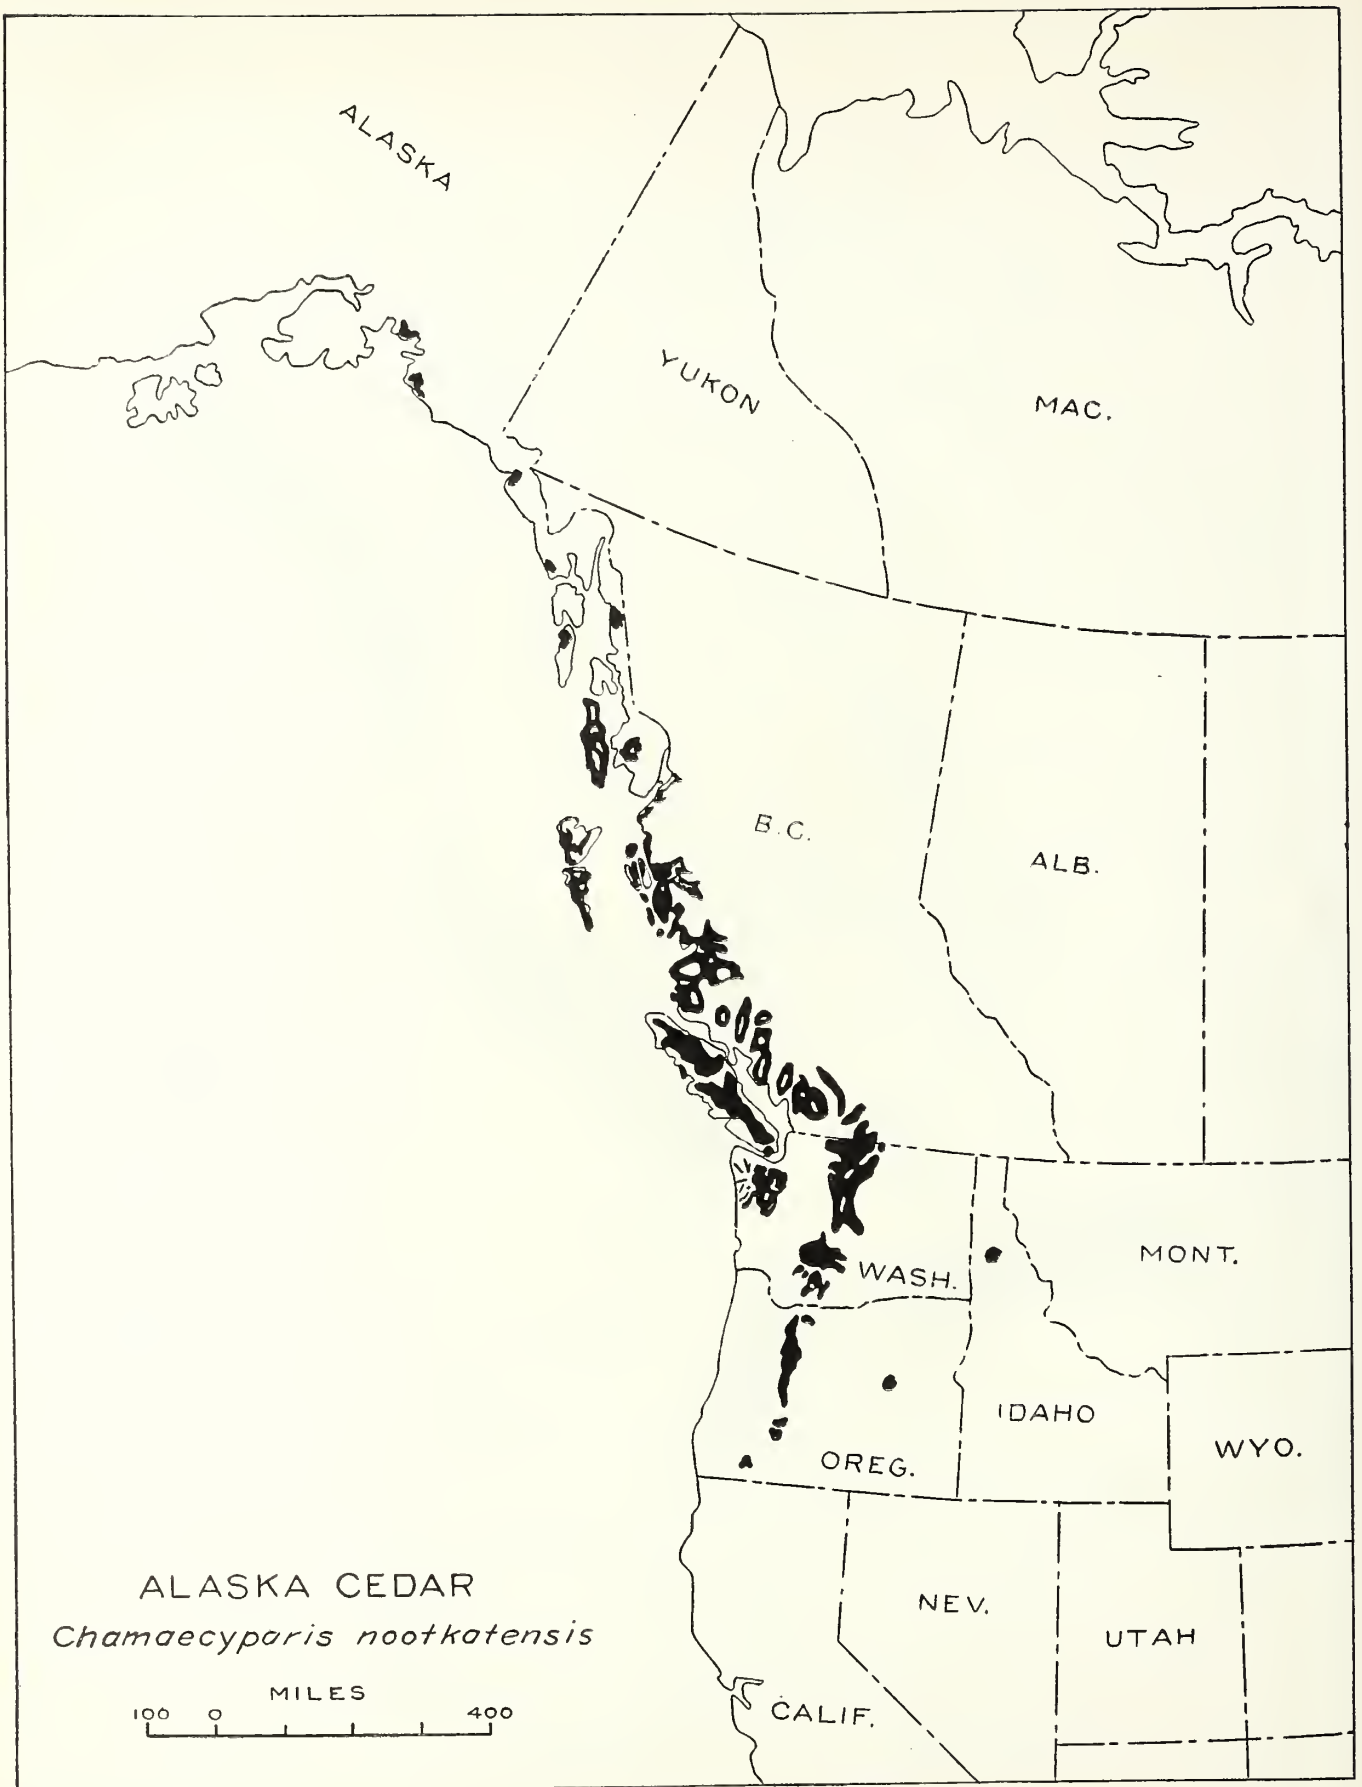 ALASKA
YUKON
MAC.
B.C.
ALB.
WASH.
MONT.
IDAHO
OREG.
WYO.
NEV.
UTAH
CALIF.
ALASKA CEDAR
Chamaecyparis nootkatensis
MILES
100 0 400